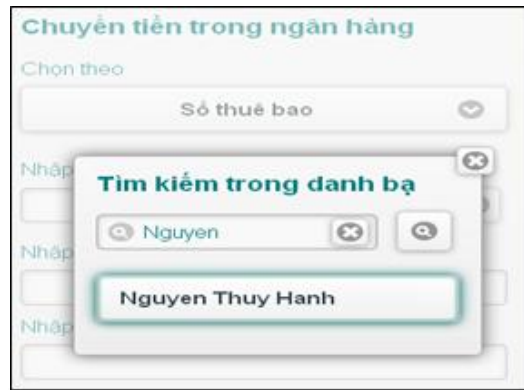 Chuyển tiền trong ngân hàng
Chọn theo
Số thuê bao
Nhập
Tìm kiếm trong danh bạ
Nguyen
Nhập
Nguyen Thuy Hanh
Nhập